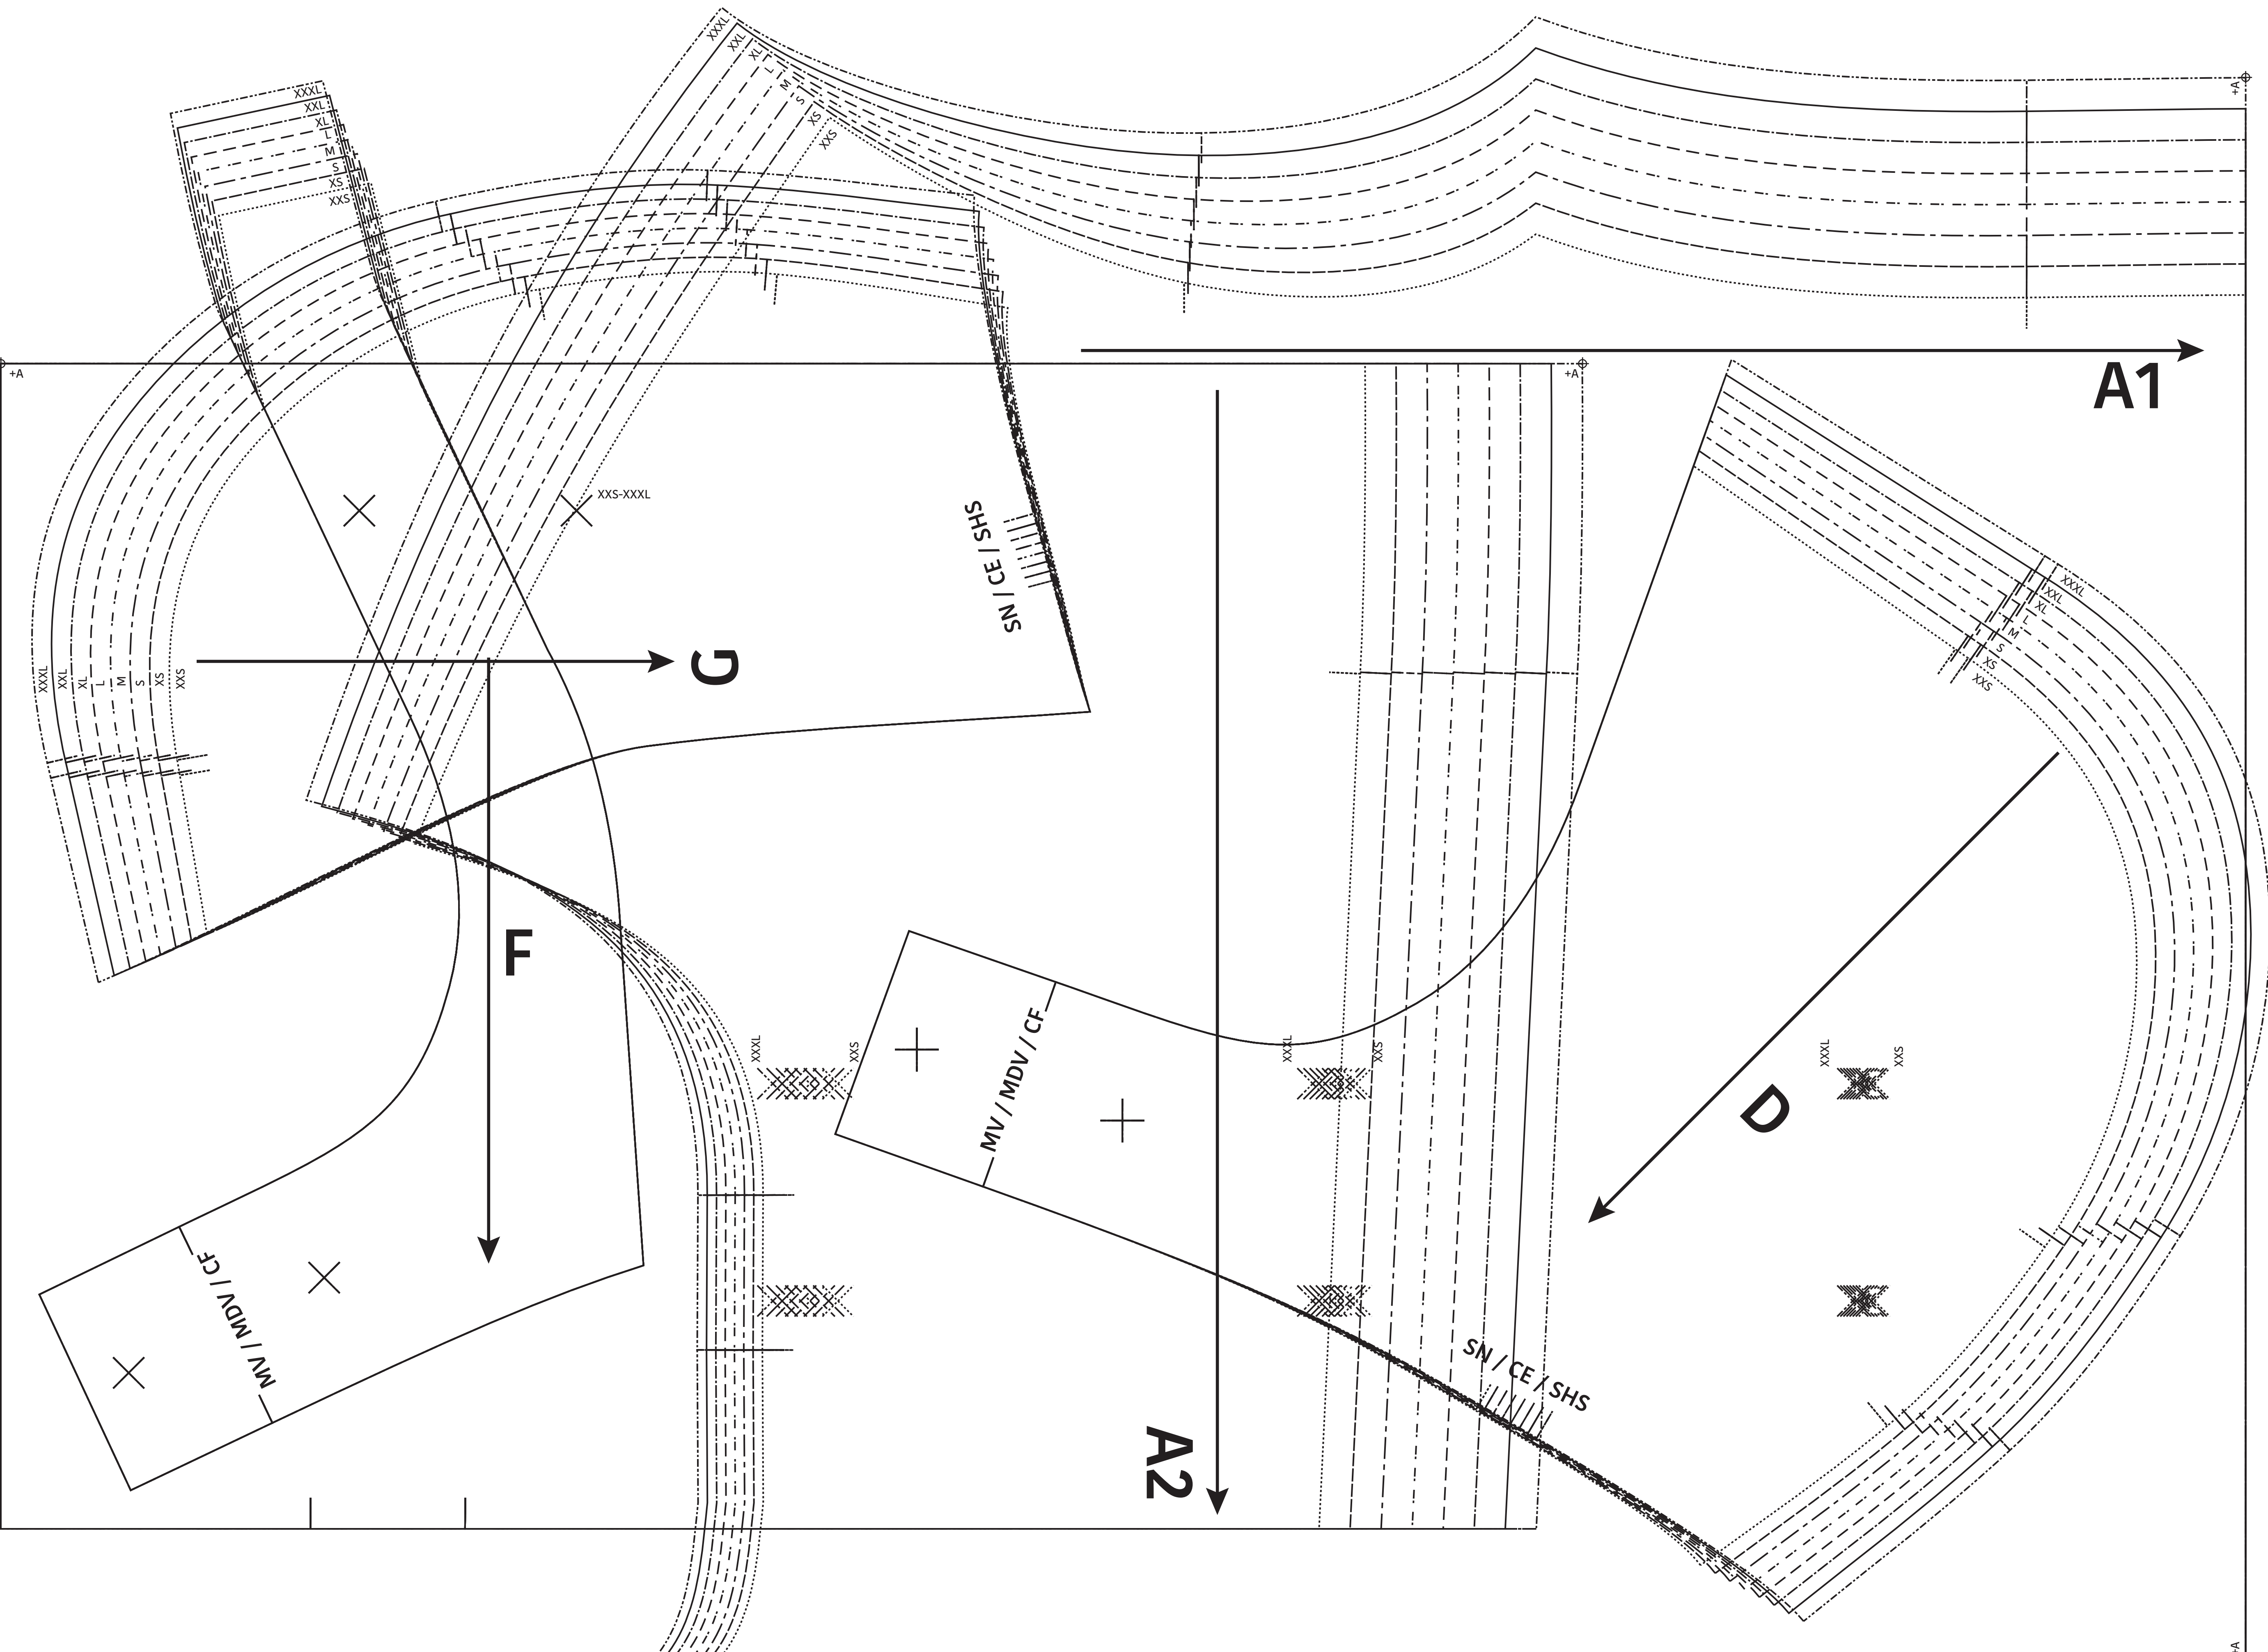 XXXL
XXL
XL
L
M
S
XS
XXS
XXXL
XXL
XL
L
M
S
XS
XXS
+A
+A
+A
A1
XXS-XXXL
SN / CE / SHS
G
XXXL
XXL
XL
L
M
S
XS
XXS
XXXL
XXL
XL
L
M
S
XS
XXS
F
XXXL
XXS
MV / MDV / CF
XXXL
XXS
XXXL
XXS
D
MV / MDV / CF
SN / CE / SHS
A2
+A